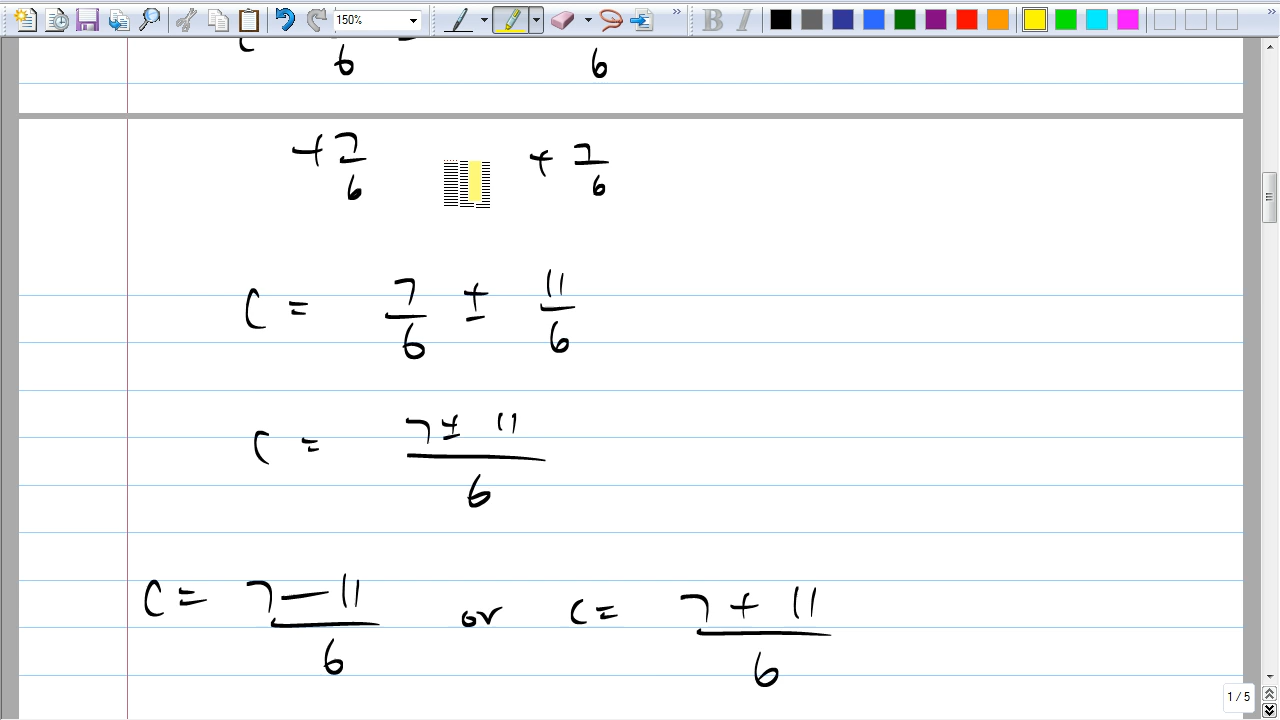 150%
B I
6 6
+ 7/6 + 7/6
C = 7/6 ± 11/6
C = 7 ± 11 / 6
C = 7 − 11 / 6 or C = 7 + 11 / 6
1 / 5